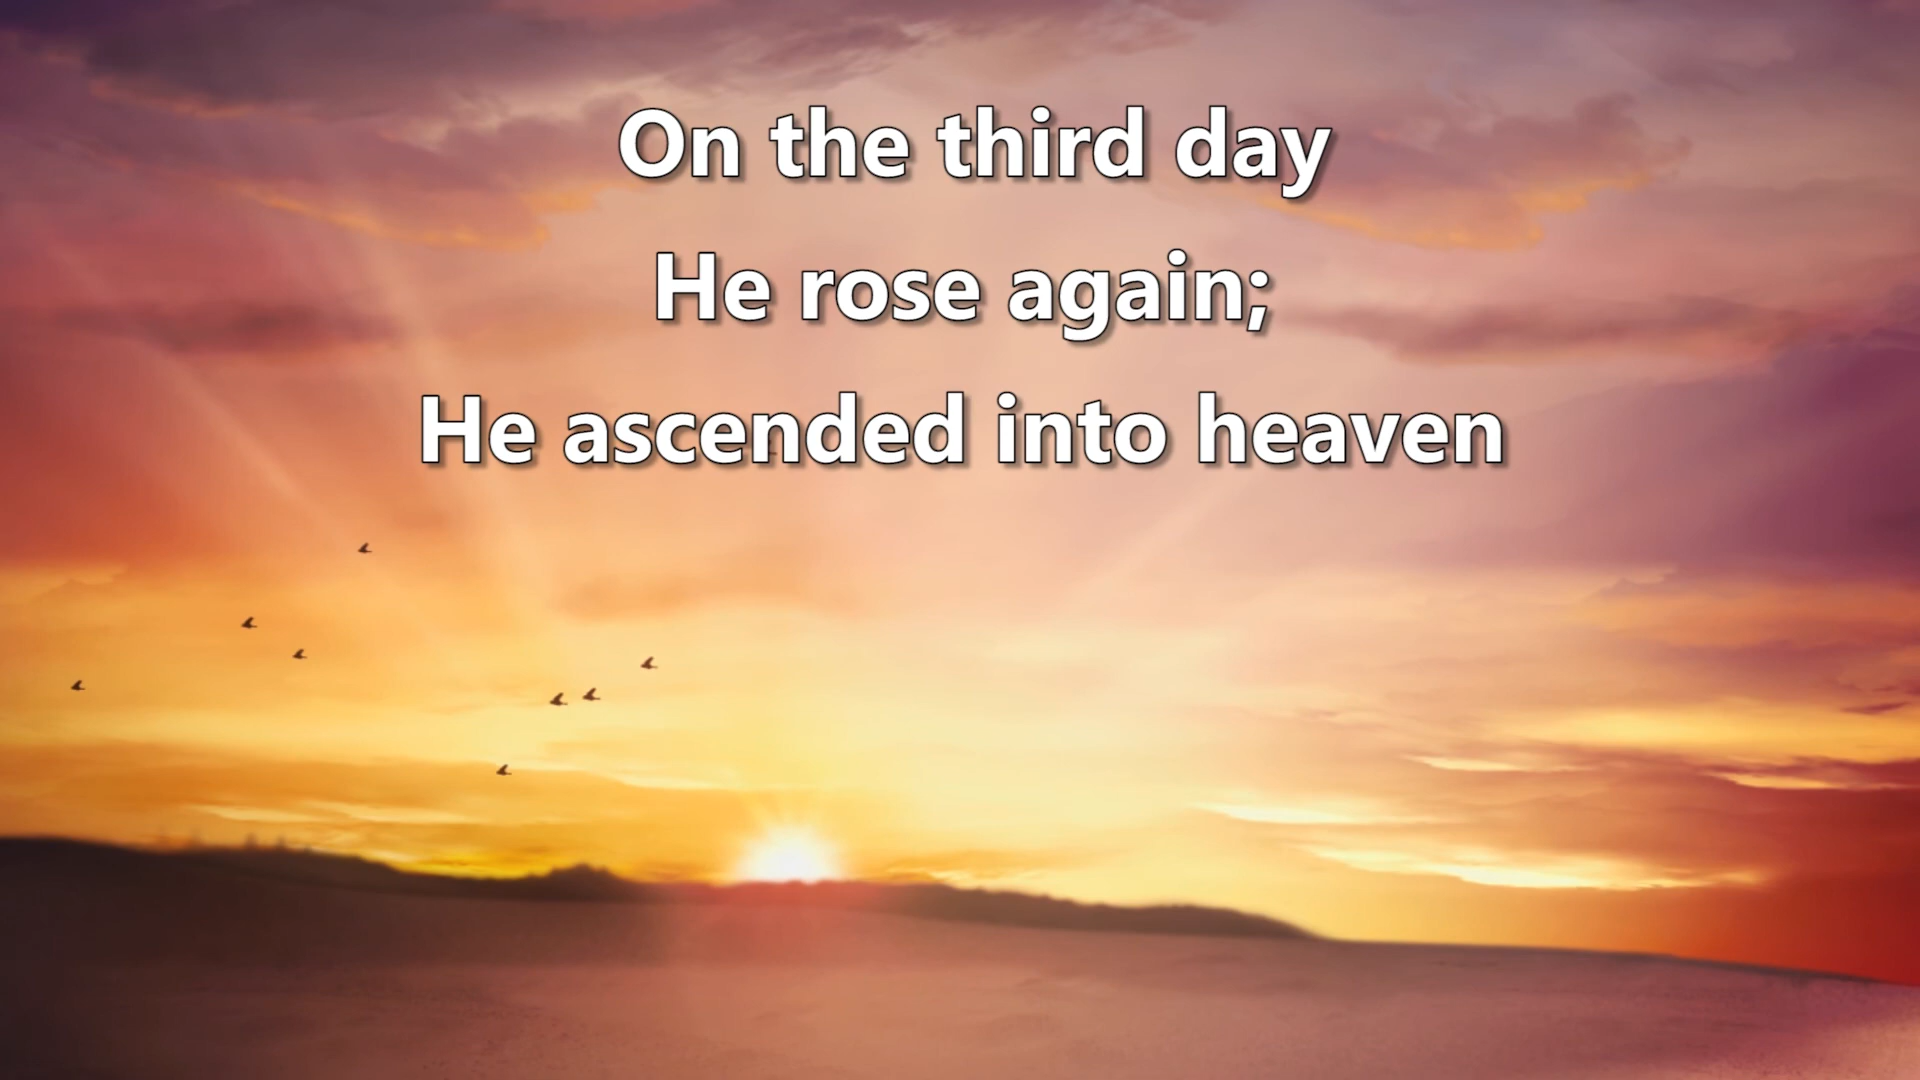 On the third day
He rose again;
He ascended into heaven